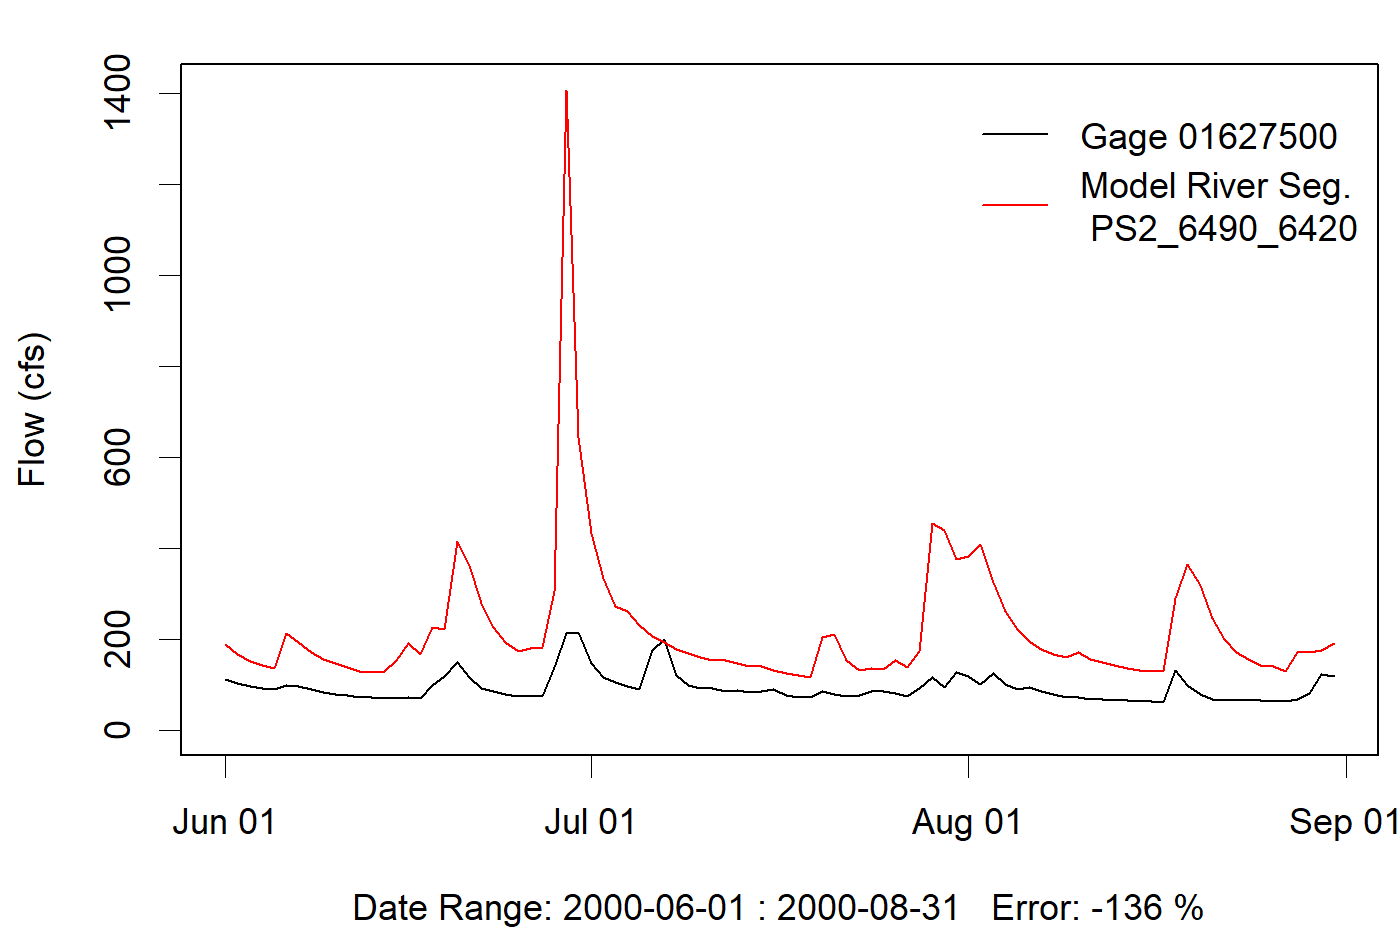 Flow (cfs)
1400
1000
600
200
0
Gage 01627500
Model River Seg.
PS2_6490_6420
Jun 01
Jul 01
Aug 01
Sep 01
Date Range: 2000-06-01 : 2000-08-31   Error: -136 %